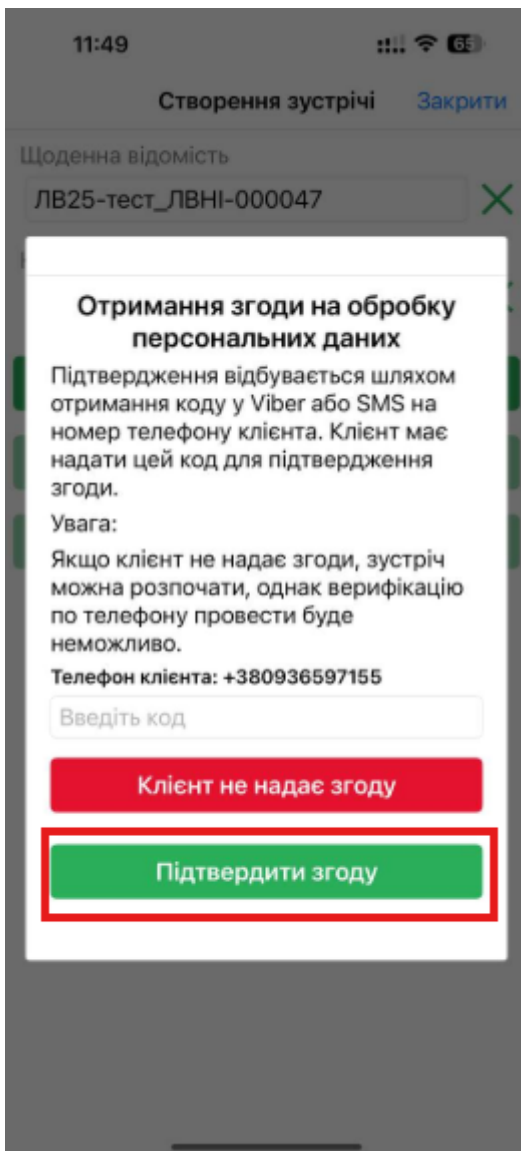 11:49
65
Створення зустрічі Закрити
Щоденна відомість
ЛВ25-тест_ЛВНІ-000047
Отримання згоди на обробку
персональних даних
Підтвердження відбувається шляхом
отримання коду у Viber або SMS на
номер телефону клієнта. Клієнт має
надати цей код для підтвердження
згоди.
Увага:
Якщо клієнт не надає згоди, зустріч
можна розпочати, однак верифікацію
по телефону провести буде
неможливо.
Телефон клієнта: +380936597155
Введіть код
Клієнт не надає згоду
Підтвердити згоду